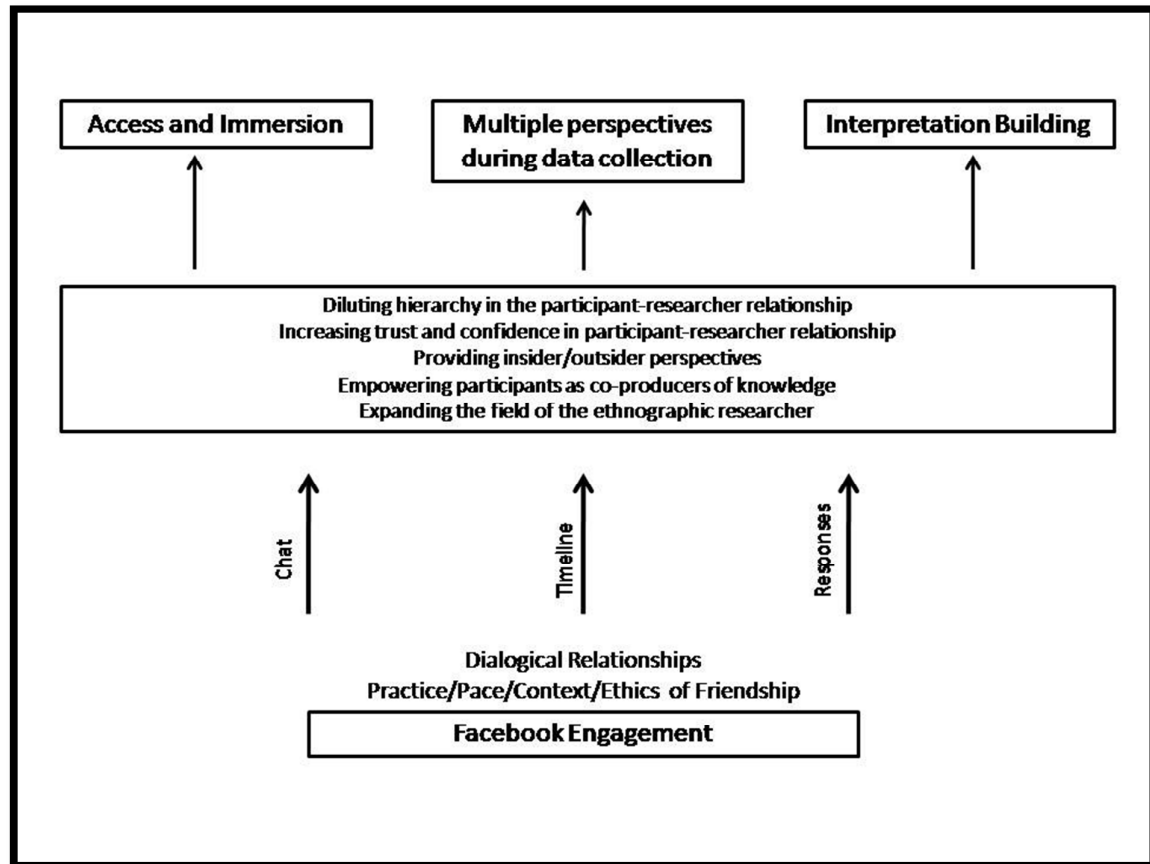 Access and Immersion
Multiple perspectives
during data collection
Interpretation Building
Diluting hierarchy in the participant-researcher relationship
Increasing trust and confidence in participant-researcher relationship
Providing insider/outsider perspectives
Empowering participants as co-producers of knowledge
Expanding the field of the ethnographic researcher
Chat
Timeline
Responses
Dialogical Relationships
Practice/Pace/Context/Ethics of Friendship
Facebook Engagement